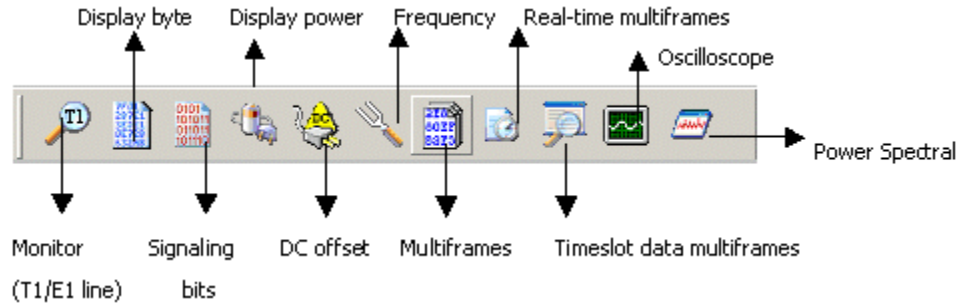 Display byte
Display power
Frequency
Real-time multiframes
Oscilloscope
T1
DC
Power Spectral
Monitor
(T1/E1 line)
Signaling
bits
DC offset
Multiframes
Timeslot data multiframes